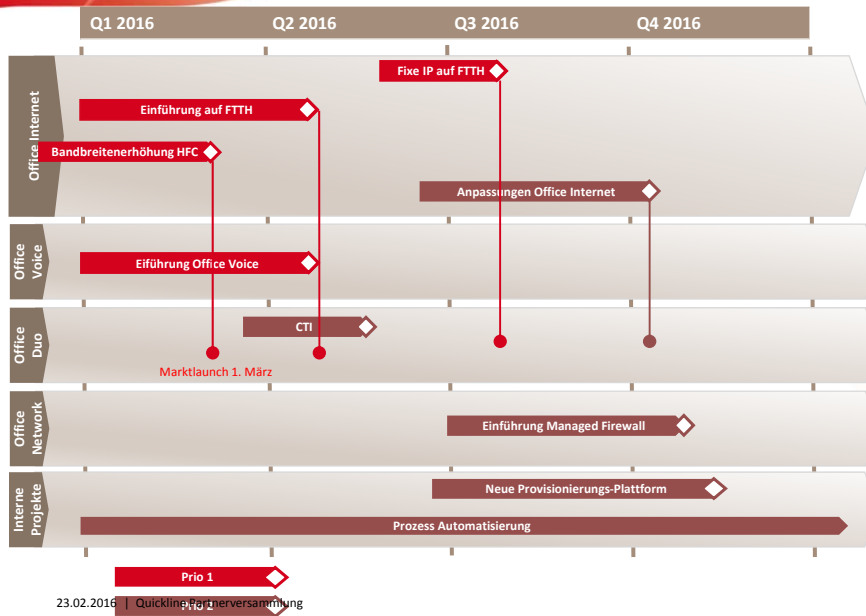 Q1 2016 Q2 2016 Q3 2016 Q4 2016
Office Internet
Fixe IP auf FTTH
Einführung auf FTTH
Bandbreitenerhöhung HFC
Anpassungen Office Internet
Office
Voice
Eiführung Office Voice
Office
Duo
CTI
Marktlaunch 1. März
Office
Network
Einführung Managed Firewall
Interne
Projekte
Neue Provisionierungs-Plattform
Prozess Automatisierung
Prio 1
Prio 2
23.02.2016 | Quickline Partnerversammlung